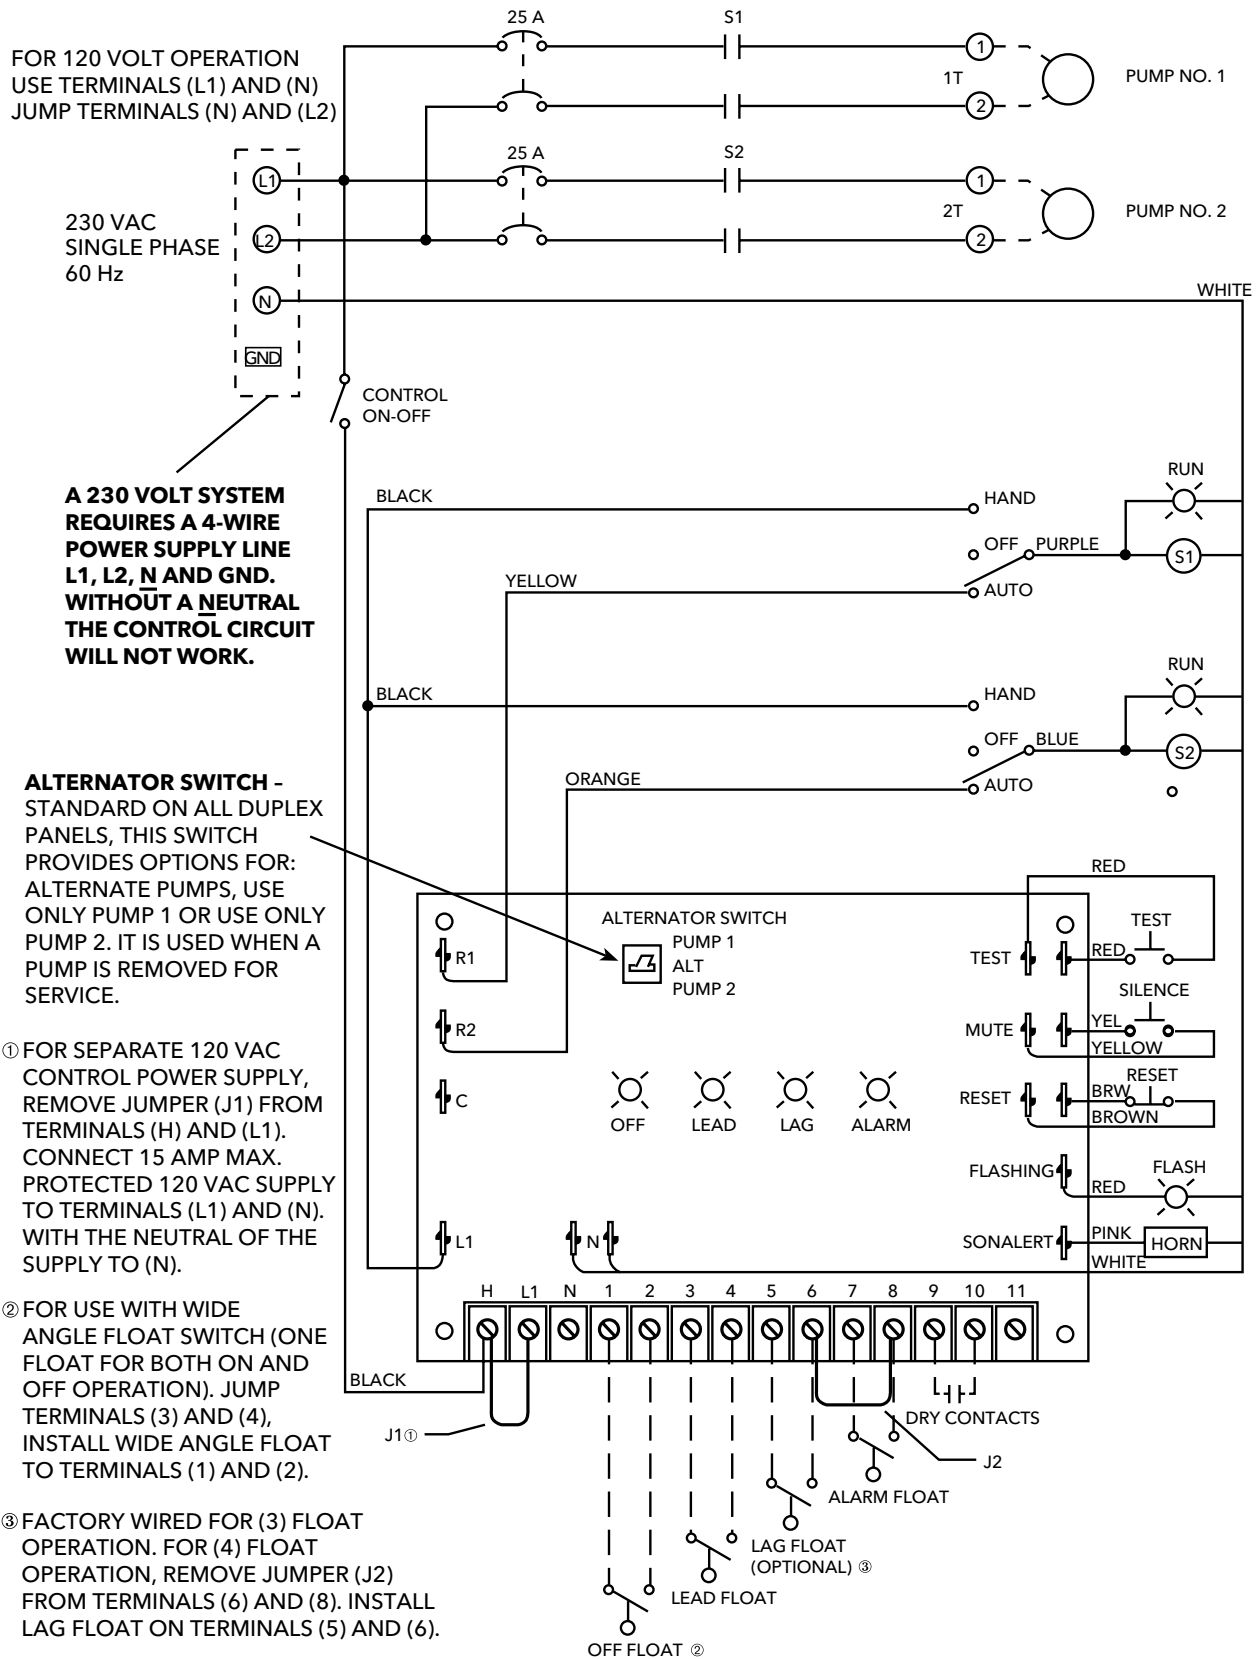 25 A
S1
FOR 120 VOLT OPERATION
USE TERMINALS (L1) AND (N)
JUMP TERMINALS (N) AND (L2)
1
1T
PUMP NO. 1
2
25 A
S2
L1
1
2T
PUMP NO. 2
L2
2
230 VAC
SINGLE PHASE
60 Hz
N
WHITE
GND
CONTROL
ON-OFF
A 230 VOLT SYSTEM
REQUIRES A 4-WIRE
POWER SUPPLY LINE
L1, L2, N AND GND.
WITHOUT A NEUTRAL
THE CONTROL CIRCUIT
WILL NOT WORK.
BLACK
HAND
RUN
OFF
PURPLE
S1
YELLOW
AUTO
BLACK
HAND
RUN
OFF
BLUE
S2
ORANGE
AUTO
ALTERNATOR SWITCH –
STANDARD ON ALL DUPLEX
PANELS, THIS SWITCH
PROVIDES OPTIONS FOR:
ALTERNATE PUMPS, USE
ONLY PUMP 1 OR USE ONLY
PUMP 2. IT IS USED WHEN A
PUMP IS REMOVED FOR
SERVICE.
RED
ALTERNATOR SWITCH
PUMP 1
ALT
PUMP 2
R1
TEST
RED
TEST
R2
MUTE
YEL
SILENCE
YELLOW
C
OFF
LEAD
LAG
ALARM
RESET
BRW
RESET
BROWN
FLASHING
RED
FLASH
L1
N
SONALERT
PINK
HORN
WHITE
① FOR SEPARATE 120 VAC
CONTROL POWER SUPPLY,
REMOVE JUMPER (J1) FROM
TERMINALS (H) AND (L1).
CONNECT 15 AMP MAX.
PROTECTED 120 VAC SUPPLY
TO TERMINALS (L1) AND (N).
WITH THE NEUTRAL OF THE
SUPPLY TO (N).
H L1 N 1 2 3 4 5 6 7 8 9 10 11
② FOR USE WITH WIDE
ANGLE FLOAT SWITCH (ONE
FLOAT FOR BOTH ON AND
OFF OPERATION). JUMP
TERMINALS (3) AND (4),
INSTALL WIDE ANGLE FLOAT
TO TERMINALS (1) AND (2).
BLACK
J1①
DRY CONTACTS
J2
ALARM FLOAT
LAG FLOAT
(OPTIONAL) ③
LEAD FLOAT
OFF FLOAT ②
③ FACTORY WIRED FOR (3) FLOAT
OPERATION. FOR (4) FLOAT
OPERATION, REMOVE JUMPER (J2)
FROM TERMINALS (6) AND (8). INSTALL
LAG FLOAT ON TERMINALS (5) AND (6).